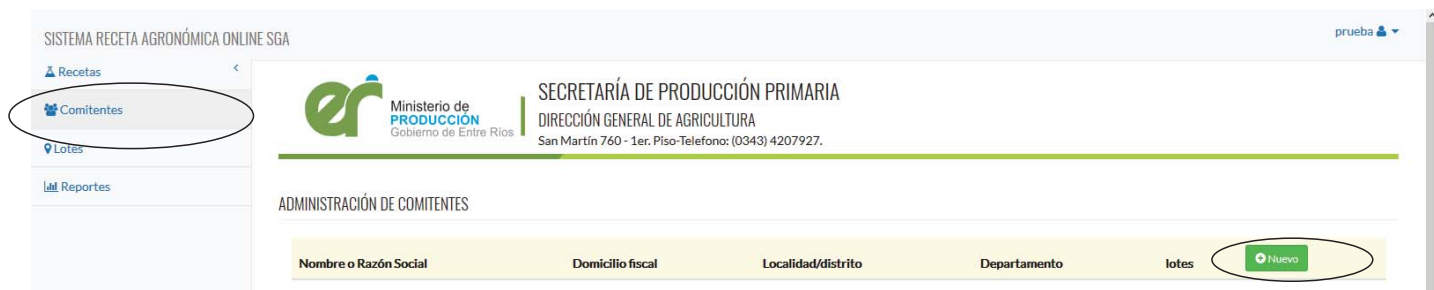 SISTEMA RECETA AGRONÓMICA ONLINE SGA
prueba
Recetas
Comitentes
Lotes
Reportes
er
Ministerio de
PRODUCCIÓN
Gobierno de Entre Ríos
SECRETARÍA DE PRODUCCIÓN PRIMARIA
DIRECCIÓN GENERAL DE AGRICULTURA
San Martín 760 - 1er. Piso-Telefono: (0343) 4207927.
ADMINISTRACIÓN DE COMITENTES
Nombre o Razón Social Domicilio fiscal Localidad/distrito Departamento lotes Nuevo